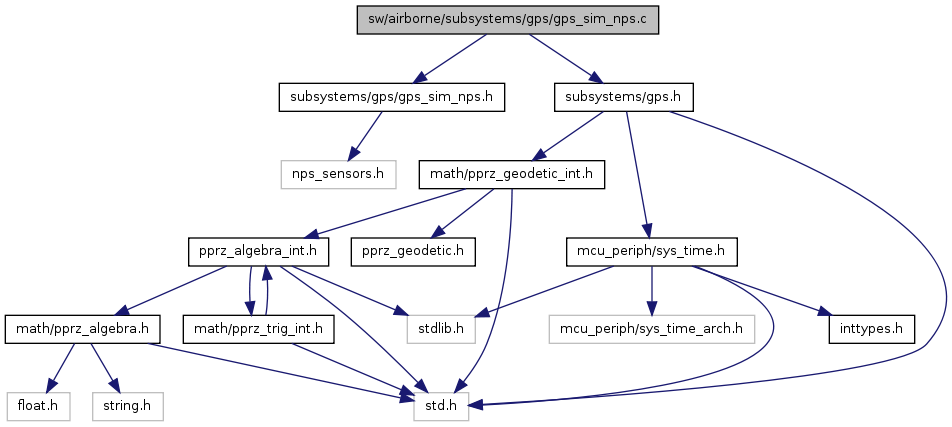 sw/airborne/subsystems/gps/gps_sim_nps.c
subsystems/gps/gps_sim_nps.h
subsystems/gps.h
nps_sensors.h
math/pprz_geodetic_int.h
pprz_algebra_int.h
pprz_geodetic.h
mcu_periph/sys_time.h
math/pprz_algebra.h
math/pprz_trig_int.h
stdlib.h
mcu_periph/sys_time_arch.h
inttypes.h
float.h
string.h
std.h